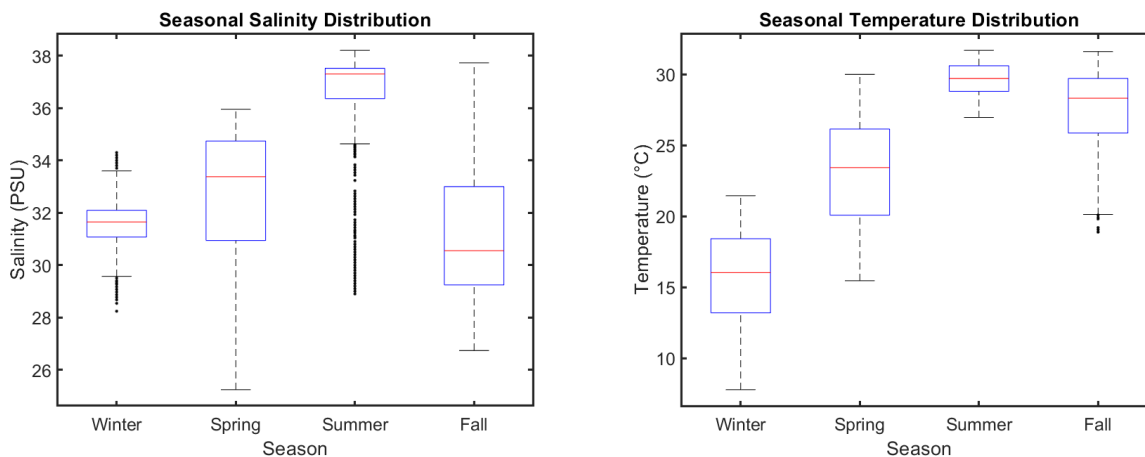 Seasonal Salinity Distribution
Salinity (PSU)
38
36
34
32
30
28
26
Winter Spring Summer Fall
Season
Seasonal Temperature Distribution
Temperature (°C)
30
25
20
15
10
Winter Spring Summer Fall
Season